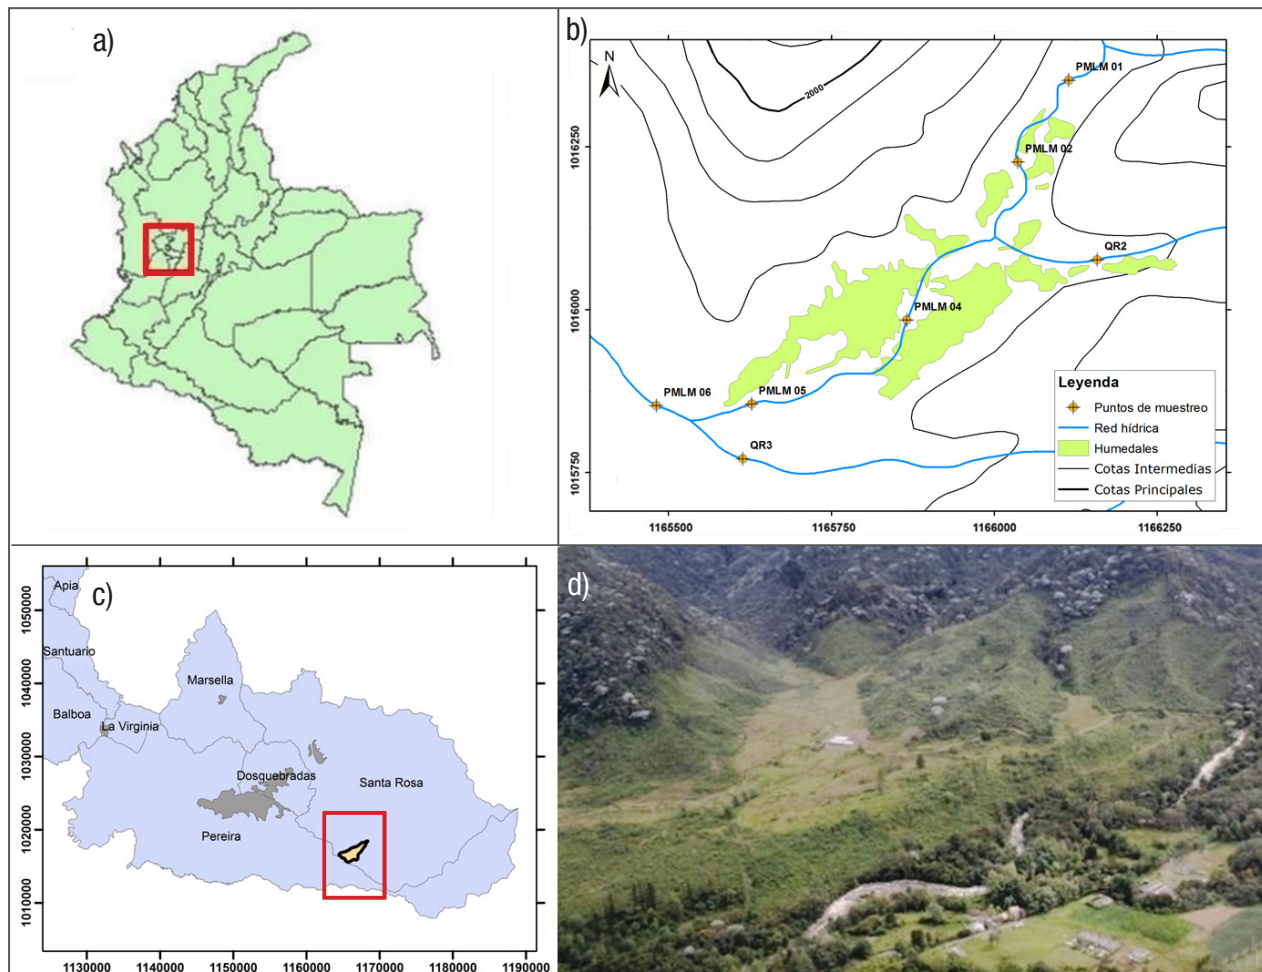 a)
b)
N
2000
PMLM 01
PMLM 02
QR2
PMLM 04
PMLM 06
PMLM 05
QR3
1016250
1016000
1015750
1165500
1165750
1166000
1166250
Leyenda
Puntos de muestreo
Red hídrica
Humedales
Cotas Intermedias
Cotas Principales
c)
Apia
Santuario
Balboa
La Virginia
Marsella
Dosquebradas
Santa Rosa
Pereira
1050000
1040000
1030000
1020000
1010000
1130000
1140000
1150000
1160000
1170000
1180000
1190000
d)